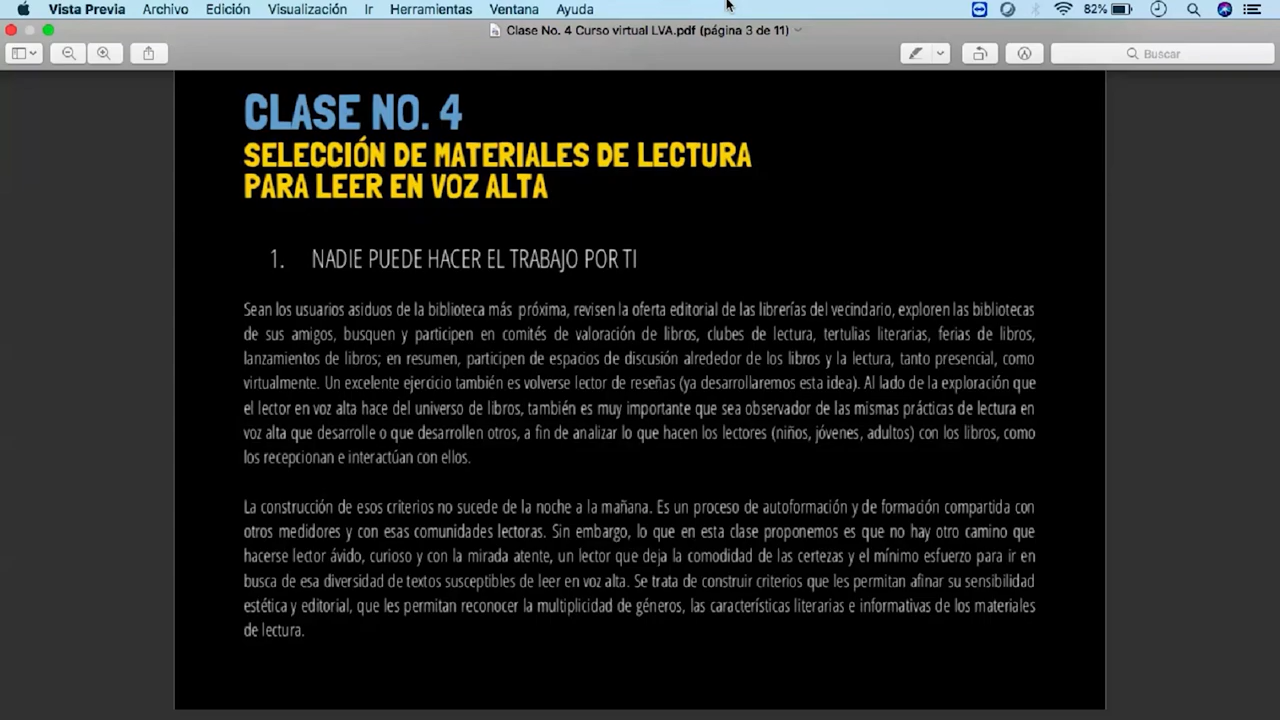 Vista Previa Archivo Edición Visualización Ir Herramientas Ventana Ayuda 82%
Clase No. 4 Curso virtual LVA.pdf (página 3 de 11)
Buscar
CLASE NO. 4
SELECCIÓN DE MATERIALES DE LECTURA
PARA LEER EN VOZ ALTA
1. NADIE PUEDE HACER EL TRABAJO POR TI
Sean los usuarios asiduos de la biblioteca más próxima, revisen la oferta editorial de las librerías del vecindario, exploren las bibliotecas
de sus amigos, busquen y participen en comités de valoración de libros, clubes de lectura, tertulias literarias, ferias de libros,
lanzamientos de libros; en resumen, participen de espacios de discusión alrededor de los libros y la lectura, tanto presencial, como
virtualmente. Un excelente ejercicio también es volverse lector de reseñas (ya desarrollaremos esta idea). Al lado de la exploración que
el lector en voz alta hace del universo de libros, también es muy importante que sea observador de las mismas prácticas de lectura en
voz alta que desarrolle o que desarrollen otros, a fin de analizar lo que hacen los lectores (niños, jóvenes, adultos) con los libros, como
los recepcionan e interactúan con ellos.
La construcción de esos criterios no sucede de la noche a la mañana. Es un proceso de autoformación y de formación compartida con
otros medidores y con esas comunidades lectoras. Sin embargo, lo que en esta clase proponemos es que no hay otro camino que
hacerse lector ávido, curioso y con la mirada atente, un lector que deja la comodidad de las certezas y el mínimo esfuerzo para ir en
busca de esa diversidad de textos susceptibles de leer en voz alta. Se trata de construir criterios que les permitan afinar su sensibilidad
estética y editorial, que les permitan reconocer la multiplicidad de géneros, las características literarias e informativas de los materiales
de lectura.